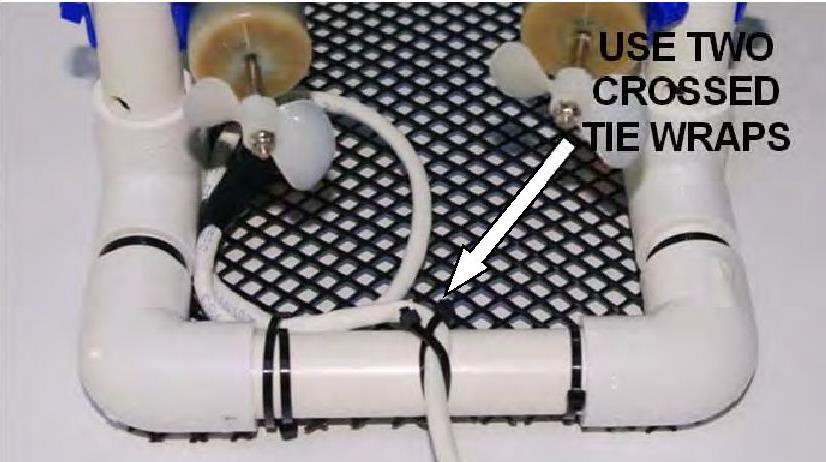 USE TWO
CROSSED
TIE WRAPS